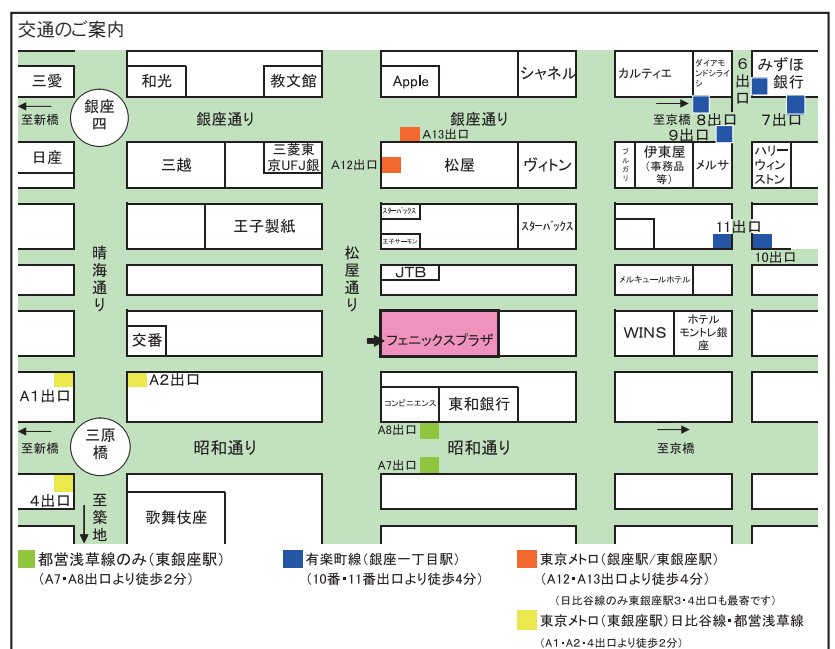 交通のご案内
三愛
和光
教文館
Apple
シャネル
カルティエ
ダイアモンドシライシ
6出口
みずほ
銀行
至新橋
銀座
四
銀座通り
銀座通り
至京橋
8出口
7出口
A13出口
9出口
日産
三越
三菱東
京UFJ銀
A12出口
松屋
ヴィトン
ブルガリ
伊東屋
(事務品
等)
メルサ
ハリー
ウィン
ストン
晴海通り
王子製紙
松屋通り
スターバックス
王子サーモン
スターバックス
11出口
10出口
JTB
メルキュールホテル
交番
フェニックスプラザ
WINS
ホテル
モントレ銀
座
A1出口
A2出口
コンビニエンス
東和銀行
A8出口
至新橋
三原
橋
昭和通り
昭和通り
至京橋
A7出口
4出口
至築地
歌舞伎座
都営浅草線のみ(東銀座駅)
(A7・A8出口より徒歩2分)
有楽町線(銀座一丁目駅)
(10番・11番出口より徒歩4分)
東京メトロ(銀座駅/東銀座駅)
(A12・A13出口より徒歩4分)
(日比谷線のみ東銀座駅3・4出口も最寄です)
東京メトロ(東銀座駅)日比谷線・都営浅草線
(A1・A2・4出口より徒歩2分)